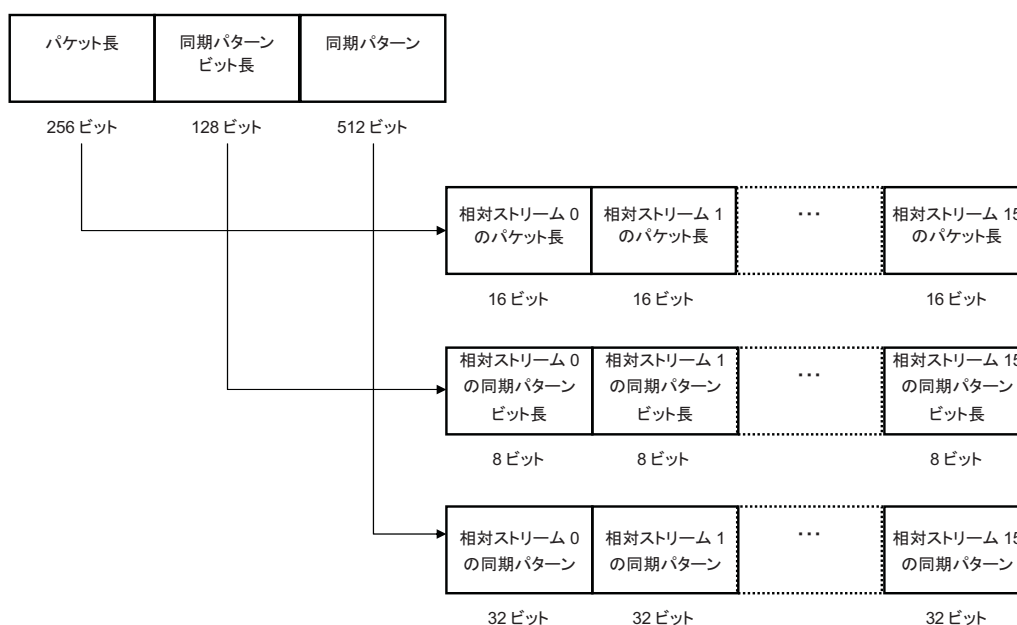 パケット長
同期パターン
ビット長
同期パターン
256 ビット
128 ビット
512 ビット
相対ストリーム 0
のパケット長
相対ストリーム 1
のパケット長
...
相対ストリーム 15
のパケット長
16 ビット
16 ビット
16 ビット
相対ストリーム 0
の同期パターン
ビット長
相対ストリーム 1
の同期パターン
ビット長
...
相対ストリーム 15
の同期パターン
ビット長
8 ビット
8 ビット
8 ビット
相対ストリーム 0
の同期パターン
相対ストリーム 1
の同期パターン
...
相対ストリーム 15
の同期パターン
32 ビット
32 ビット
32 ビット